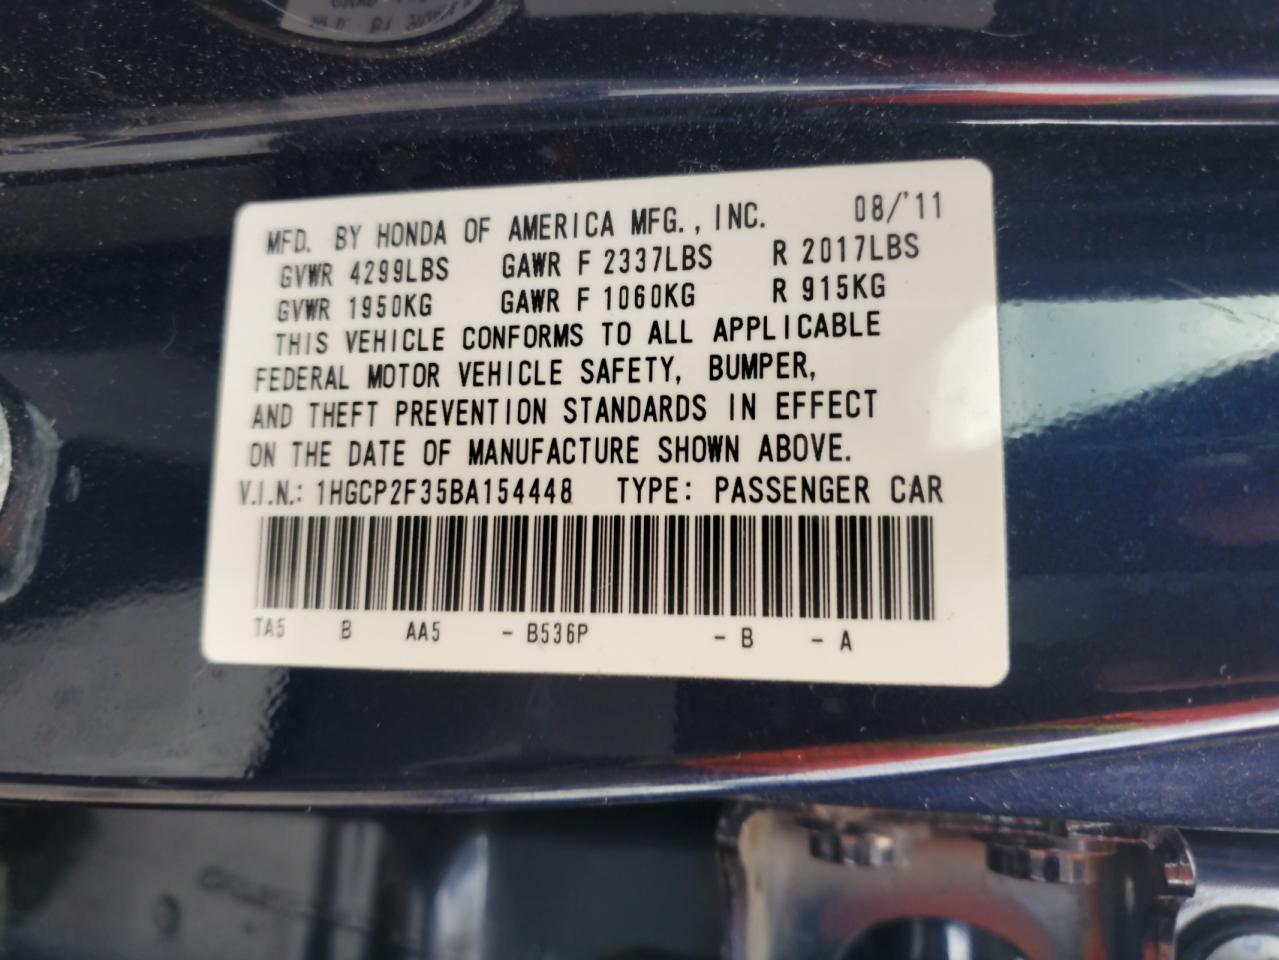 MFD. BY HONDA OF AMERICA MFG., INC. 08/'11
GVWR 4299LBS GAWR F 2337LBS R 2017LBS
GVWR 1950KG GAWR F 1060KG R 915KG
THIS VEHICLE CONFORMS TO ALL APPLICABLE
FEDERAL MOTOR VEHICLE SAFETY, BUMPER,
AND THEFT PREVENTION STANDARDS IN EFFECT
ON THE DATE OF MANUFACTURE SHOWN ABOVE.
V.I.N.: 1HGCP2F35BA154448 TYPE: PASSENGER CAR
TA5 B AA5 - B536P - B - A